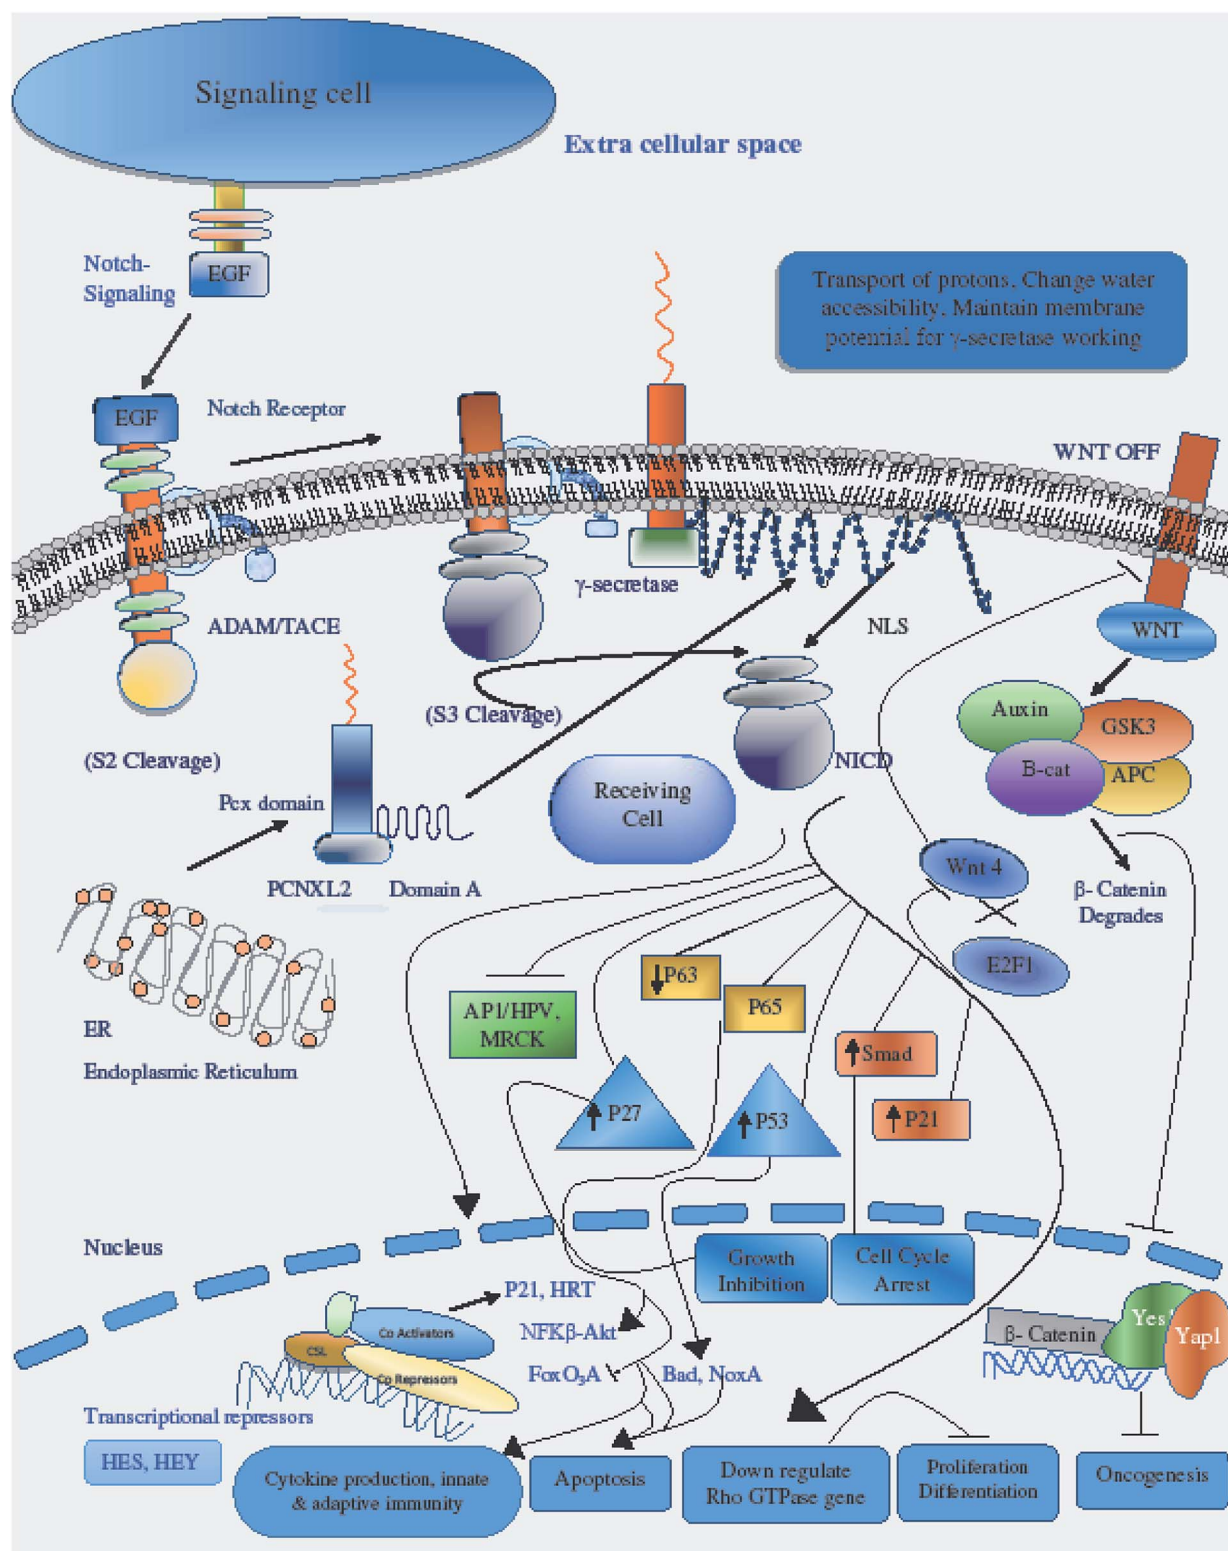 Signaling cell
Extra cellular space
EGF
Notch-
Signaling
Transport of protons, Change water
accessibility, Maintain membrane
potential for γ-secretase working
EGF
Notch Receptor
WNT OFF
γ-secretase
ADAM/TACE
NLS
WNT
(S3 Cleavage)
(S2 Cleavage)
NICD
Auxin
GSK3
B-cat
APC
Pcx domain
Receiving
Cell
PCNXL2
Domain A
Wnt 4
β- Catenin
Degrades
E2F1
P63
P65
AP1/HPV,
MRCK
ER
Endoplasmic Reticulum
Smad
P27
P53
P21
Nucleus
Growth
Inhibition
Cell Cycle
Arrest
P21, HRT
NFKβ-Akt
FoxO3A
Bad, NoxA
Co Activators
CSL
Co Repressors
β- Catenin
Yes
Yap1
Transcriptional repressors
HES, HEY
Cytokine production, innate
& adaptive immunity
Apoptosis
Down regulate
Rho GTPase gene
Proliferation
Differentiation
Oncogenesis